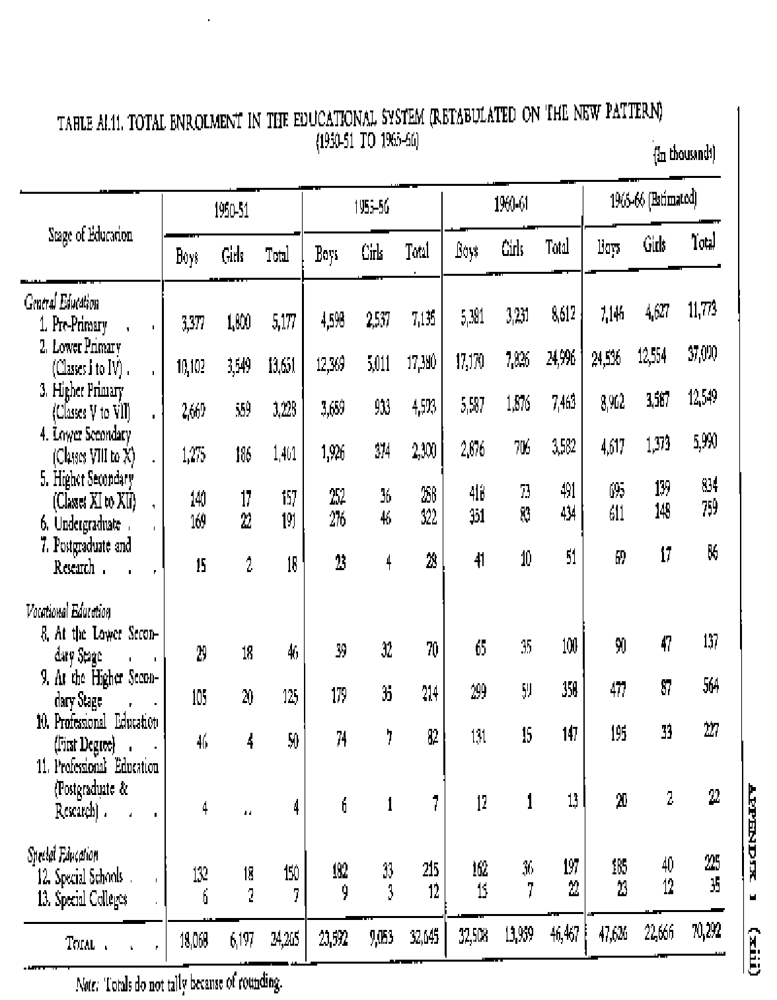 TABLE AI.11. TOTAL ENROLMENT IN THE EDUCATIONAL SYSTEM (RETABULATED ON THE NEW PATTERN)
(1950-51 TO 1965-66)
(In thousands)
Stage of Education 1950-51 1955-56 1960-61 1965-66 (Estimated)
Boys Girls Total Boys Girls Total Boys Girls Total Boys Girls Total
General Education
1. Pre-Primary . . 3,377 1,800 5,177 4,598 2,537 7,135 5,381 3,231 8,612 7,146 4,627 11,773
2. Lower Primary
(Classes I to IV) . . 10,102 3,549 13,651 12,369 5,011 17,380 17,170 7,826 24,996 24,536 12,554 37,090
3. Higher Primary
(Classes V to VII) . 2,669 559 3,228 3,659 933 4,593 5,587 1,876 7,463 8,962 3,587 12,549
4. Lower Secondary
(Classes VIII to X) . 1,275 186 1,461 1,926 374 2,300 2,876 706 3,582 4,617 1,373 5,990
5. Higher Secondary
(Classes XI to XII) . 140 17 157 252 36 288 418 73 491 695 139 834
6. Undergraduate . . 169 22 191 276 46 322 351 83 434 611 148 759
7. Postgraduate and
Research . . . 15 2 18 23 4 28 41 10 51 69 17 86
Vocational Education
8. At the Lower Secon-
dary Stage . . 29 18 46 39 32 70 65 35 100 90 47 137
9. At the Higher Secon-
dary Stage . . 105 20 125 179 35 214 299 59 358 477 87 564
10. Professional Education
(First Degree) . . 46 4 50 74 7 82 131 15 147 195 33 227
11. Professional Education
(Postgraduate &
Research) . . . 4 .. 4 6 1 7 12 1 13 20 2 22
Special Education
12. Special Schools . . 132 18 150 182 33 215 162 36 197 185 40 225
13. Special Colleges . 6 2 7 9 3 12 15 7 22 23 12 35
TOTAL . . . 18,068 6,197 24,265 23,592 9,053 32,645 32,508 13,959 46,467 47,626 22,666 70,292
Note: Totals do not tally because of rounding.
APPENDIX I (xiii)